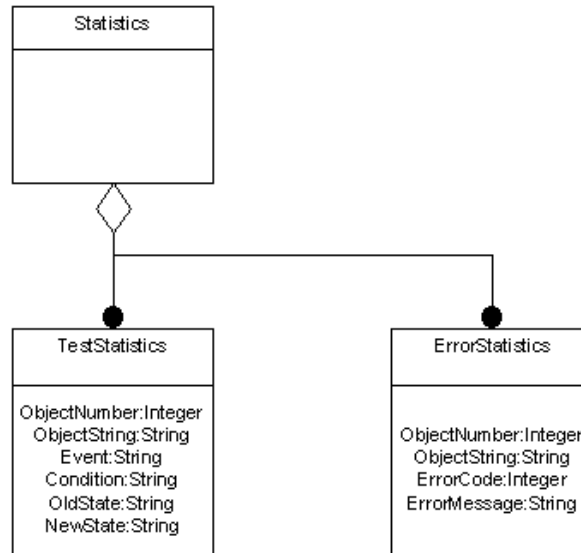 Statistics
TestStatistics
ObjectNumber:Integer
ObjectString:String
Event:String
Condition:String
OldState:String
NewState:String
ErrorStatistics
ObjectNumber:Integer
ObjectString:String
ErrorCode:Integer
ErrorMessage:String